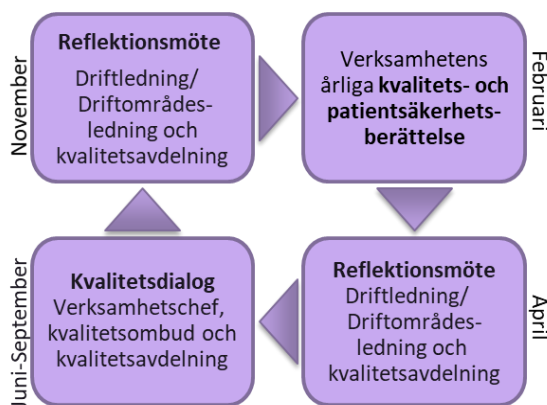 November
Reflektionsmöte
Driftledning/
Driftområdes-
ledning och
kvalitetsavdelning
Verksamhetens
årliga kvalitets- och
patientsäkerhets-
berättelse
Februari
Juni-September
Kvalitetsdialog
Verksamhetschef,
kvalitetsombud och
kvalitetsavdelning
Reflektionsmöte
Driftledning/
Driftområdes-
ledning och
kvalitetsavdelning
April